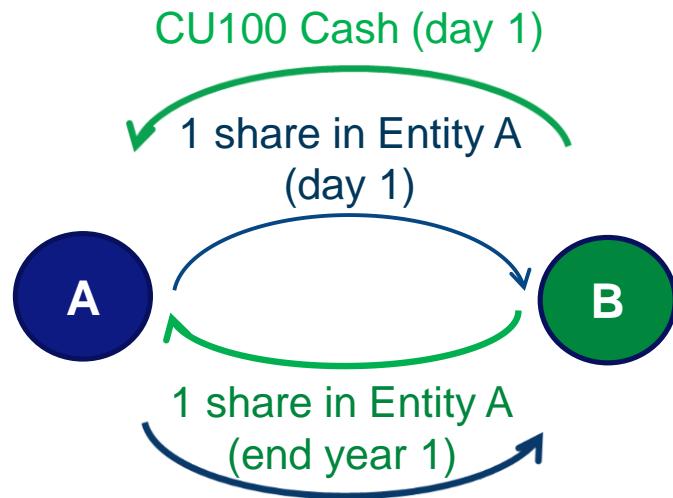 CU100 Cash (day 1)
1 share in Entity A
(day 1)
A
B
1 share in Entity A
(end year 1)